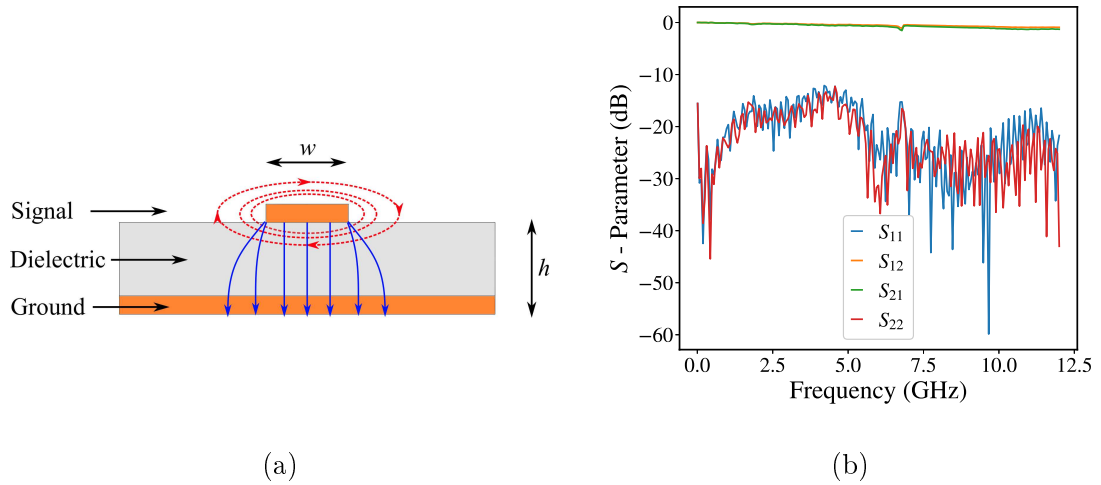 w
Signal
Dielectric
h
Ground
0
−10
−20
−30
−40
−50
−60
S - Parameter (dB)
S11
S12
S21
S22
0.0 2.5 5.0 7.5 10.0 12.5
Frequency (GHz)
(a) (b)